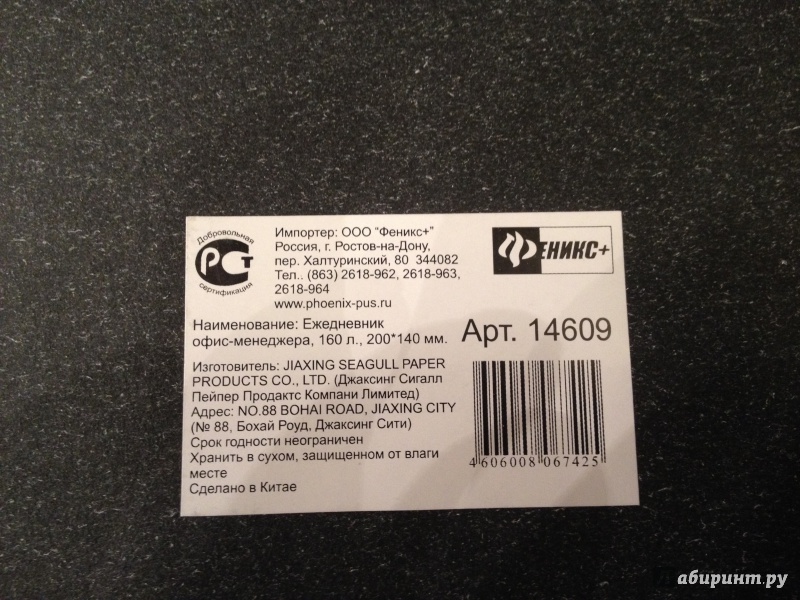 Добровольная
РСТ
сертификация
Импортер: ООО "Феникс+"
Россия, г. Ростов-на-Дону,
пер. Халтуринский, 80 344082
Тел.. (863) 2618-962, 2618-963,
2618-964
www.phoenix-pus.ru
ФЕНИКС+
Наименование: Ежедневник
офис-менеджера, 160 л., 200*140 мм.
Арт. 14609
Изготовитель: JIAXING SEAGULL PAPER
PRODUCTS CO., LTD. (Джаксинг Сигалл
Пейпер Продактс Компани Лимитед)
Адрес: NO.88 BOHAI ROAD, JIAXING CITY
(№ 88, Бохай Роуд, Джаксинг Сити)
Срок годности неограничен
Хранить в сухом, защищенном от влаги
месте
Сделано в Китае
4606008067425
лабиринт.ру